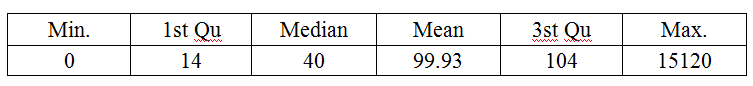 Min. 1st Qu Median Mean 3st Qu Max.
0 14 40 99.93 104 15120